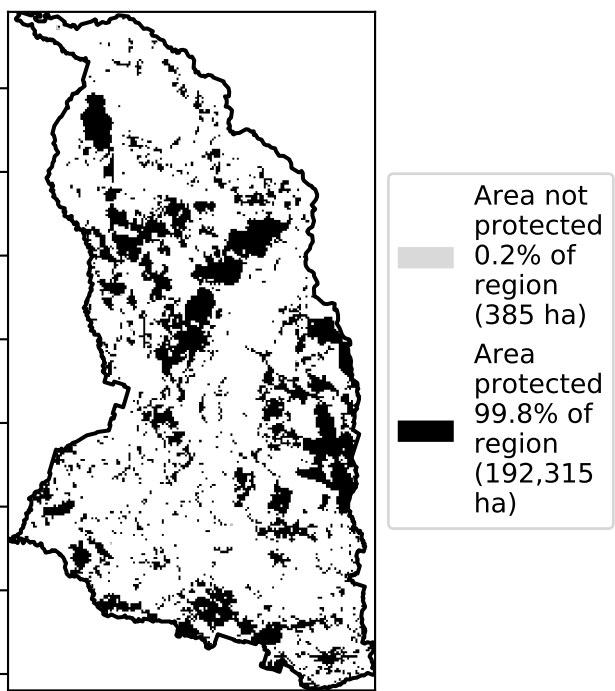 Area not
protected
0.2% of
region
(385 ha)
Area
protected
99.8% of
region
(192,315
ha)